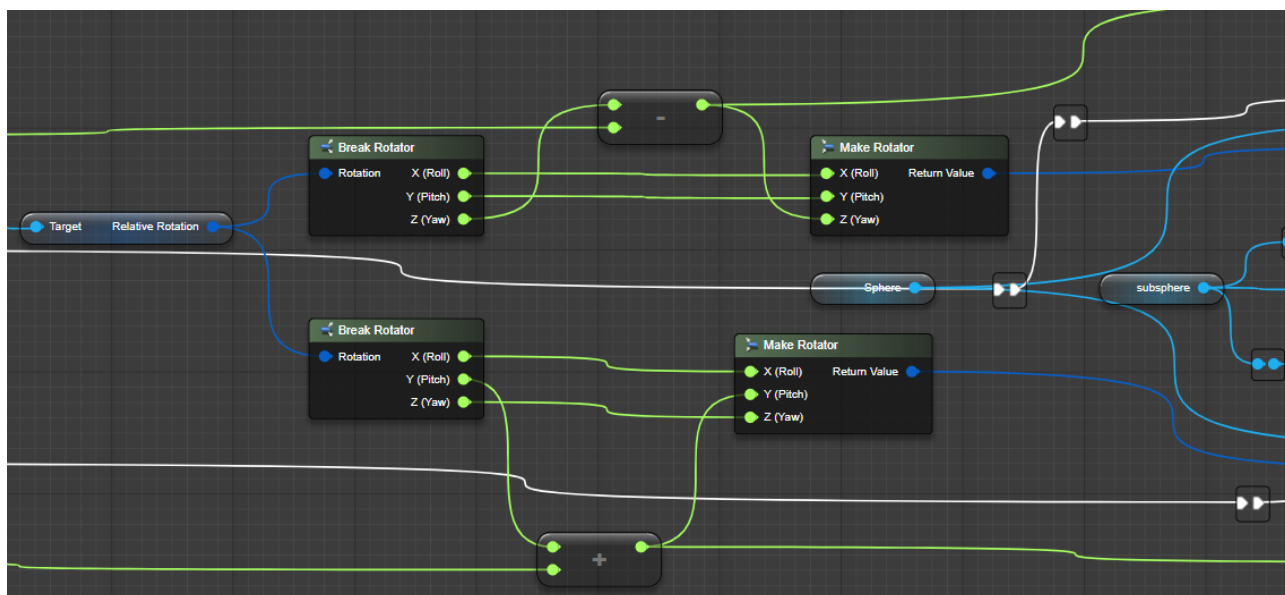 -
Break Rotator
Rotation X (Roll)
Y (Pitch)
Z (Yaw)
Make Rotator
X (Roll) Return Value
Y (Pitch)
Z (Yaw)
Target Relative Rotation
Sphere
subsphere
Break Rotator
Rotation X (Roll)
Y (Pitch)
Z (Yaw)
Make Rotator
X (Roll) Return Value
Y (Pitch)
Z (Yaw)
+